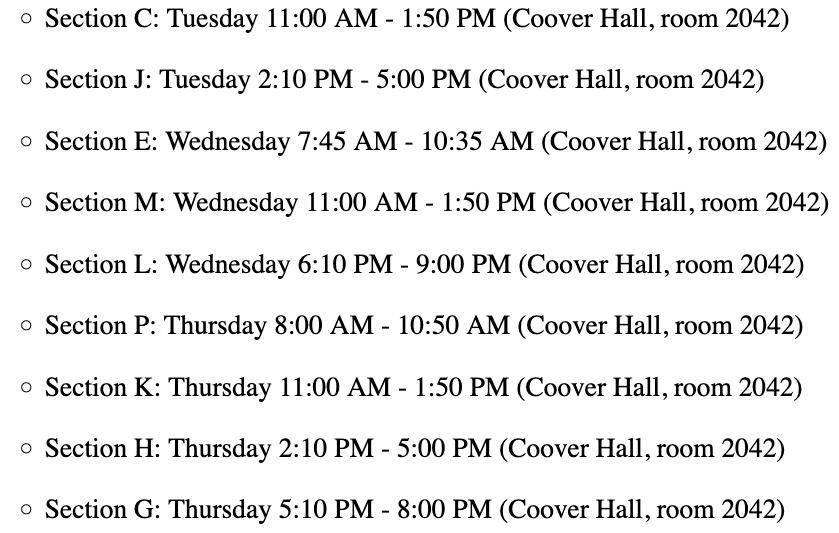 Section C: Tuesday 11:00 AM - 1:50 PM (Coover Hall, room 2042)
Section J: Tuesday 2:10 PM - 5:00 PM (Coover Hall, room 2042)
Section E: Wednesday 7:45 AM - 10:35 AM (Coover Hall, room 2042)
Section M: Wednesday 11:00 AM - 1:50 PM (Coover Hall, room 2042)
Section L: Wednesday 6:10 PM - 9:00 PM (Coover Hall, room 2042)
Section P: Thursday 8:00 AM - 10:50 AM (Coover Hall, room 2042)
Section K: Thursday 11:00 AM - 1:50 PM (Coover Hall, room 2042)
Section H: Thursday 2:10 PM - 5:00 PM (Coover Hall, room 2042)
Section G: Thursday 5:10 PM - 8:00 PM (Coover Hall, room 2042)